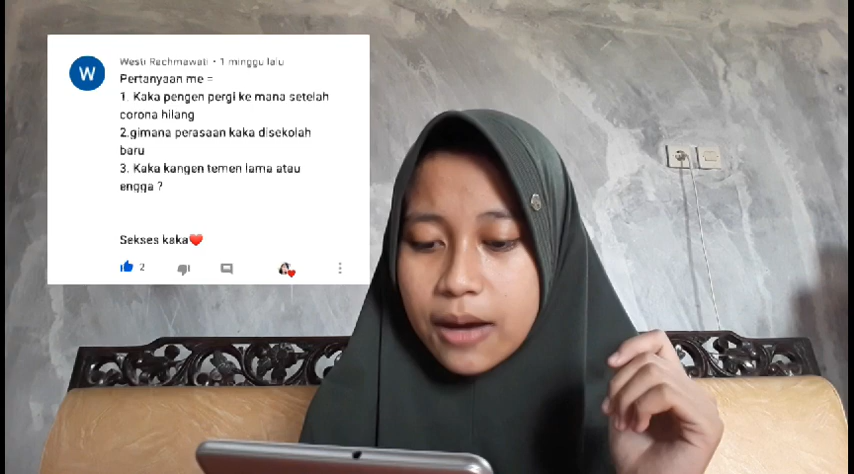 W
Westi Rachmawati • 1 minggu lalu
Pertanyaan me =
1. Kaka pengen pergi ke mana setelah
corona hilang
2.gimana perasaan kaka disekolah
baru
3. Kaka kangen temen lama atau
engga ?
Sekses kaka❤️
2